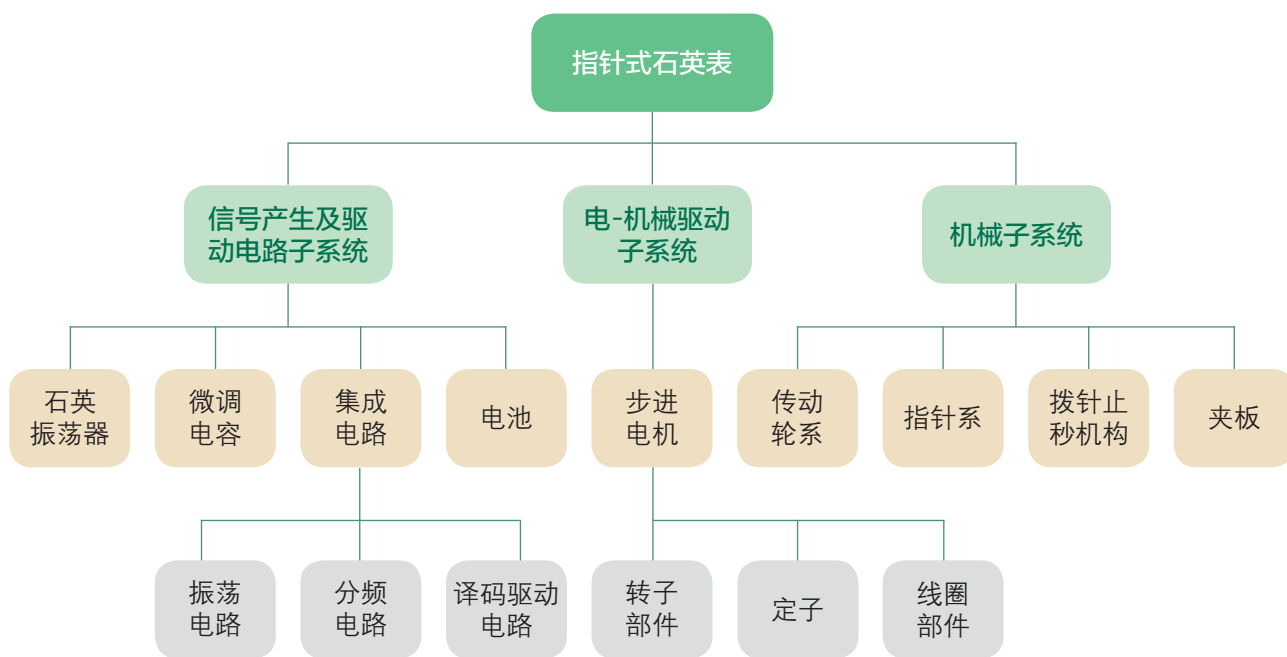 指针式石英表
信号产生及驱
动电路子系统
电-机械驱动
子系统
机械子系统
石英
振荡器
微调
电容
集成
电路
电池
步进
电机
传动
轮系
指针系
拨针止
秒机构
夹板
振荡
电路
分频
电路
译码驱动
电路
转子
部件
定子
线圈
部件